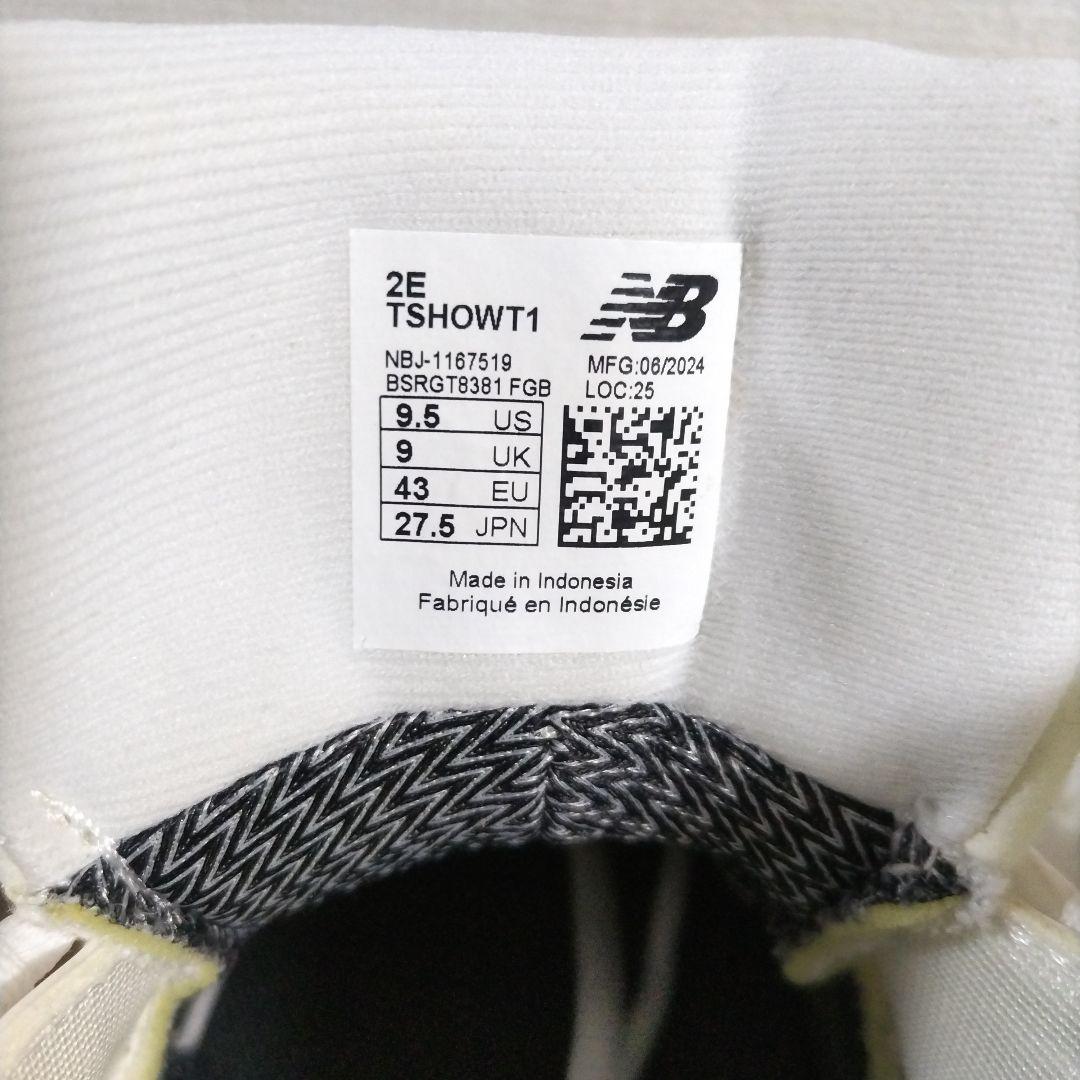 2E
TSHOWT1
NB
NBJ-1167519
BSRGT8381 FGB
MFG:06/2024
LOC:25
9.5 US
9 UK
43 EU
27.5 JPN
Made in Indonesia
Fabriqué en Indonésie